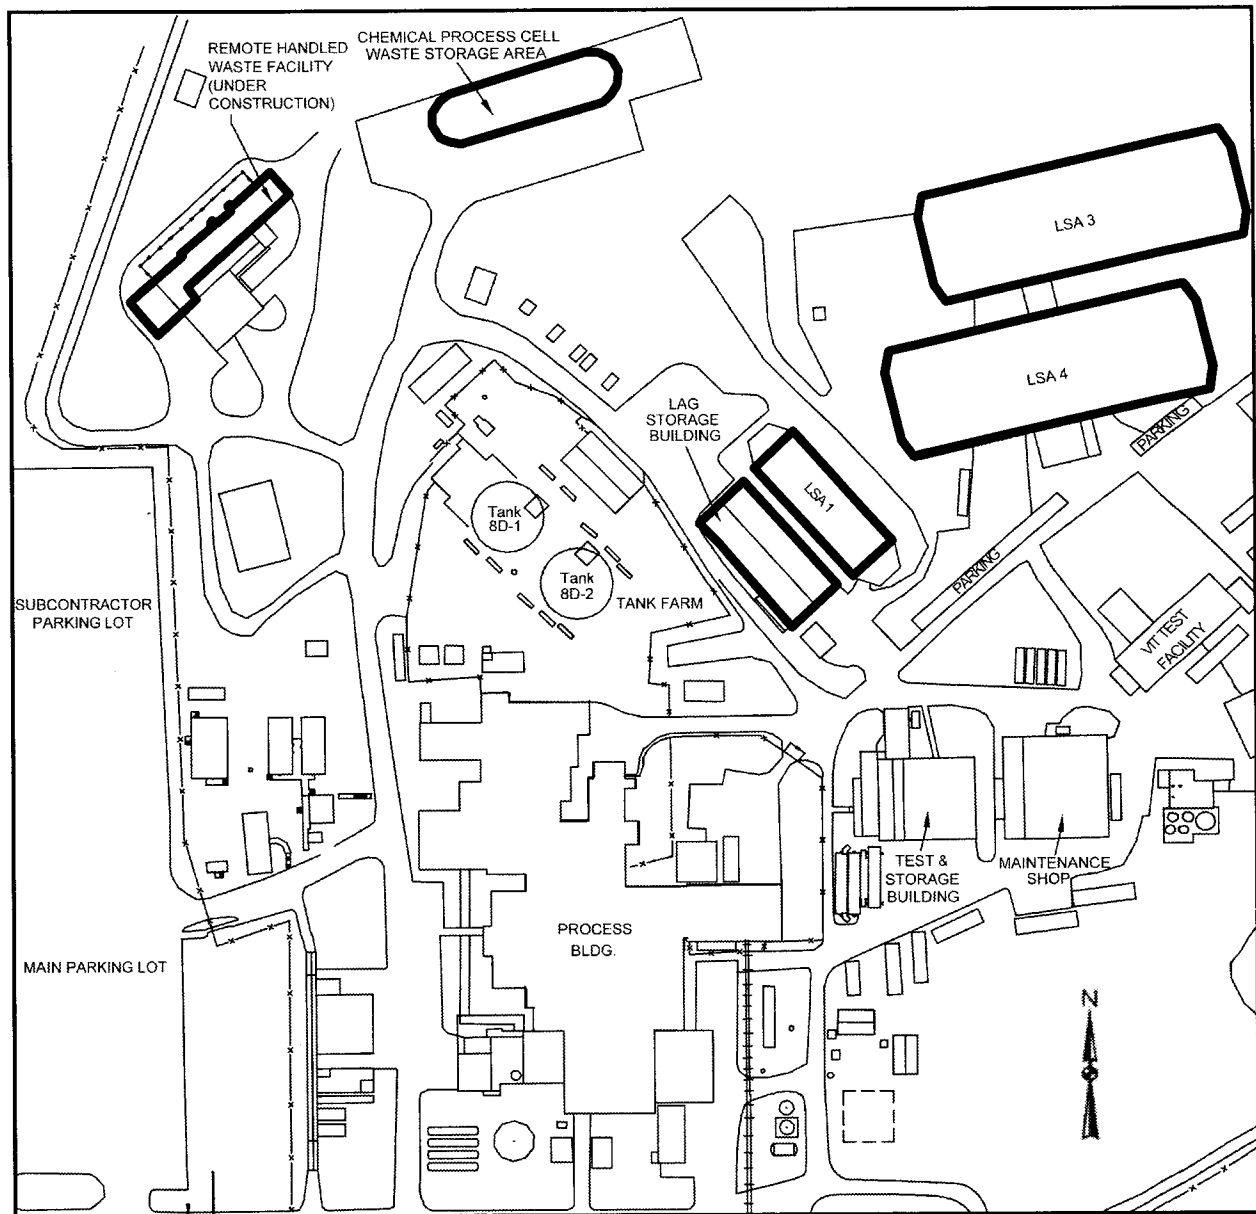 REMOTE HANDLED
WASTE FACILITY
(UNDER
CONSTRUCTION)
CHEMICAL PROCESS CELL
WASTE STORAGE AREA
LSA 3
LSA 4
LAG
STORAGE
BUILDING
LSA 1
PARKING
PARKING
Tank
8D-1
Tank
8D-2
TANK FARM
SUBCONTRACTOR
PARKING LOT
VIT TEST
FACILITY
TEST &
STORAGE
BUILDING
MAINTENANCE
SHOP
PROCESS
BLDG.
MAIN PARKING LOT
N